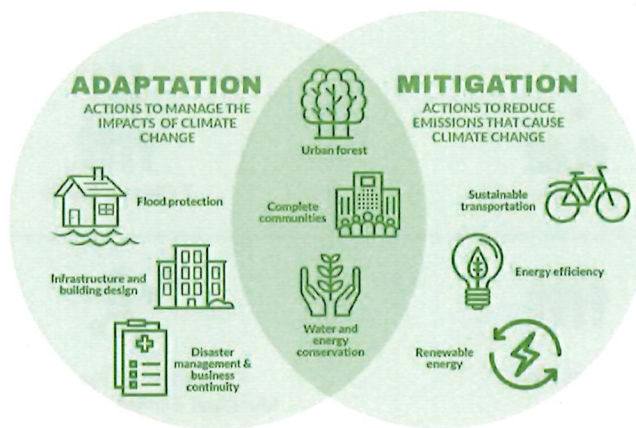 ADAPTATION
ACTIONS TO MANAGE THE
IMPACTS OF CLIMATE
CHANGE
Flood protection
Infrastructure and
building design
Disaster
management &
business
continuity
Urban forest
Complete
communities
Water and
energy
conservation
MITIGATION
ACTIONS TO REDUCE
EMISSIONS THAT CAUSE
CLIMATE CHANGE
Sustainable
transportation
Energy efficiency
Renewable
energy